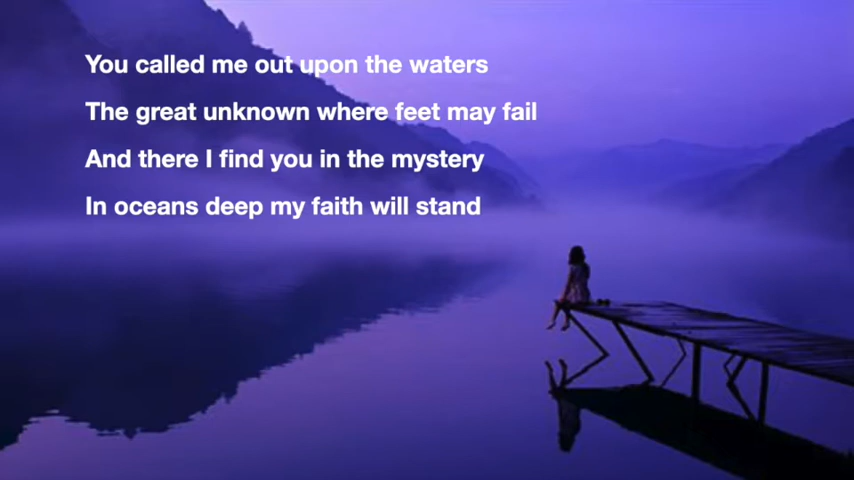 You called me out upon the waters
The great unknown where feet may fail
And there I find you in the mystery
In oceans deep my faith will stand